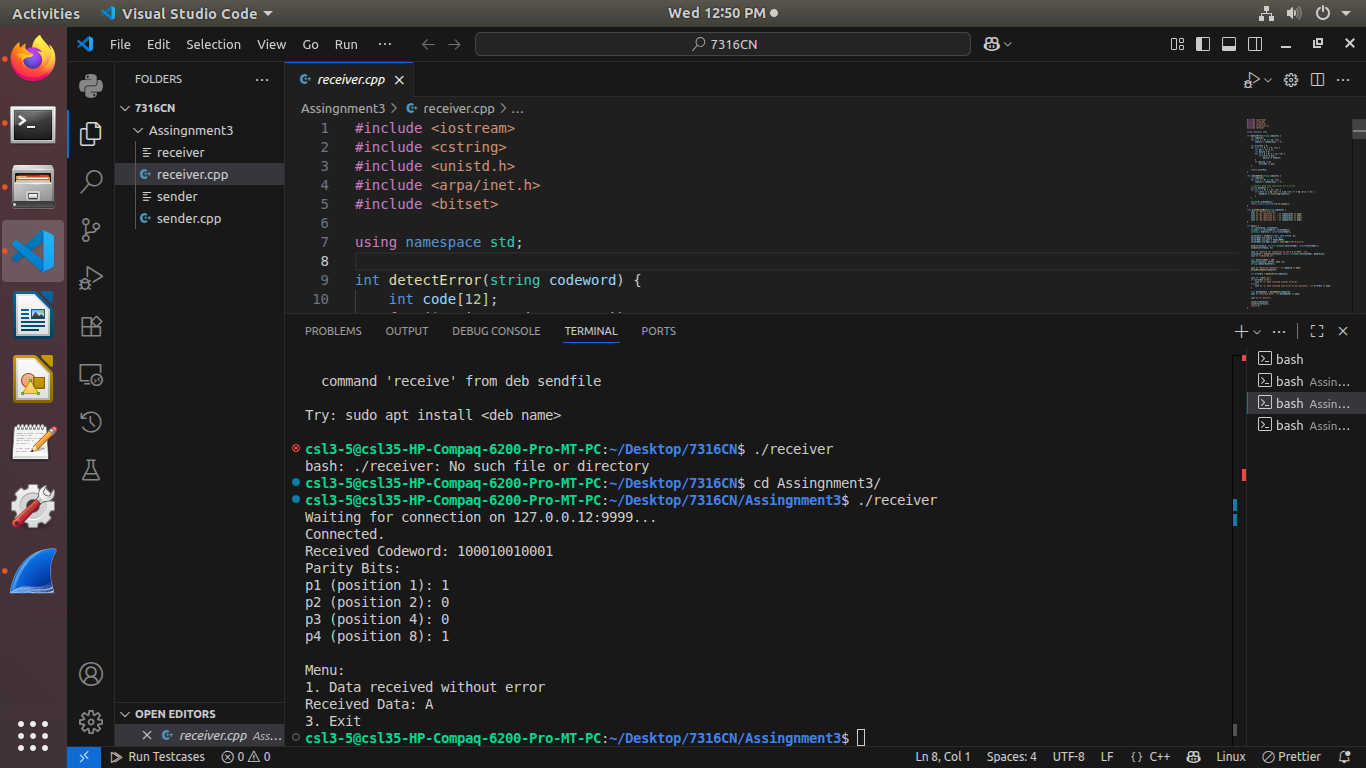 Activities Visual Studio Code Wed 12:50 PM
File Edit Selection View Go Run ··· 7316CN
FOLDERS ···
7316CN
Assingnment3
receiver
receiver.cpp
sender
sender.cpp
OPEN EDITORS
receiver.cpp Ass...
receiver.cpp
Assingnment3 > receiver.cpp > ...
1 #include <iostream>
2 #include <cstring>
3 #include <unistd.h>
4 #include <arpa/inet.h>
5 #include <bitset>
6
7 using namespace std;
8
9 int detectError(string codeword) {
10 int code[12];
PROBLEMS OUTPUT DEBUG CONSOLE TERMINAL PORTS
command 'receive' from deb sendfile
Try: sudo apt install <deb name>
csl3-5@csl35-HP-Compaq-6200-Pro-MT-PC:~/Desktop/7316CN$ ./receiver
bash: ./receiver: No such file or directory
csl3-5@csl35-HP-Compaq-6200-Pro-MT-PC:~/Desktop/7316CN$ cd Assingnment3/
csl3-5@csl35-HP-Compaq-6200-Pro-MT-PC:~/Desktop/7316CN/Assingnment3$ ./receiver
Waiting for connection on 127.0.0.12:9999...
Connected.
Received Codeword: 100010010001
Parity Bits:
p1 (position 1): 1
p2 (position 2): 0
p3 (position 4): 0
p4 (position 8): 1
Menu:
1. Data received without error
Received Data: A
3. Exit
csl3-5@csl35-HP-Compaq-6200-Pro-MT-PC:~/Desktop/7316CN/Assingnment3$
bash
bash Assin...
bash Assin...
bash Assin...
Run Testcases 0 0 Ln 8, Col 1 Spaces: 4 UTF-8 LF {} C++ Linux Prettier